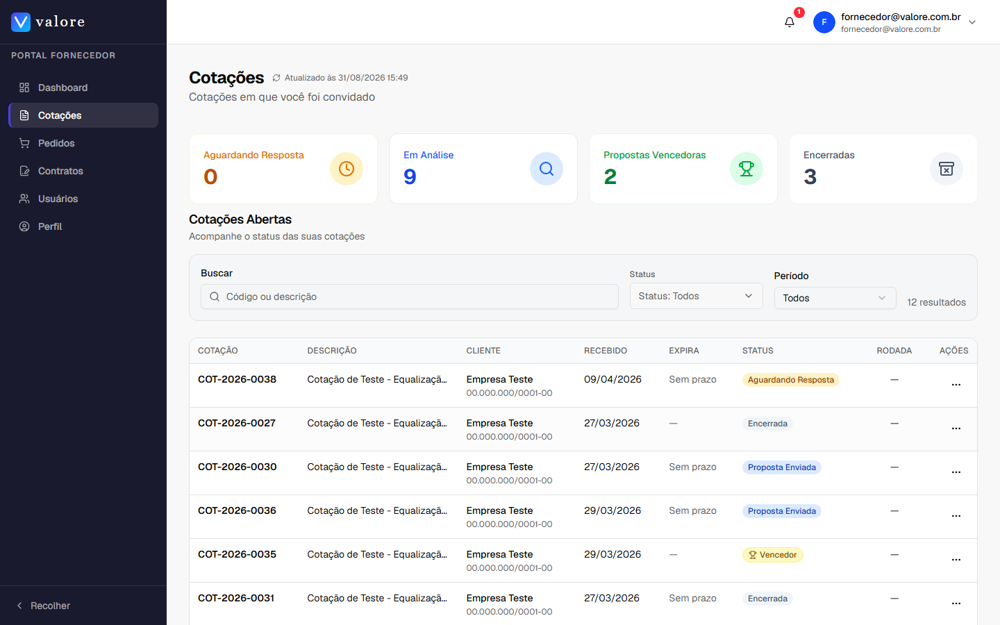 valore
1
F
fornecedor@valore.com.br
fornecedor@valore.com.br
PORTAL FORNECEDOR
Dashboard
Cotações
Pedidos
Contratos
Usuários
Perfil
Recolher
Cotações
Atualizado às 31/08/2026 15:49
Cotações em que você foi convidado
Aguardando Resposta
0
Em Análise
9
Propostas Vencedoras
2
Encerradas
3
Cotações Abertas
Acompanhe o status das suas cotações
Buscar
Código ou descrição
Status
Status: Todos
Período
Todos
12 resultados
COTAÇÃO DESCRIÇÃO CLIENTE RECEBIDO EXPIRA STATUS RODADA AÇÕES
COT-2026-0038 Cotação de Teste - Equalizaçã... Empresa Teste 09/04/2026 Sem prazo Aguardando Resposta — ...
00.000.000/0001-00
COT-2026-0027 Cotação de Teste - Equalizaçã... Empresa Teste 27/03/2026 — Encerrada — ...
00.000.000/0001-00
COT-2026-0030 Cotação de Teste - Equalizaçã... Empresa Teste 27/03/2026 Sem prazo Proposta Enviada — ...
00.000.000/0001-00
COT-2026-0036 Cotação de Teste - Equalizaçã... Empresa Teste 29/03/2026 Sem prazo Proposta Enviada — ...
00.000.000/0001-00
COT-2026-0035 Cotação de Teste - Equalizaçã... Empresa Teste 29/03/2026 — Vencedor — ...
00.000.000/0001-00
COT-2026-0031 Cotação de Teste - Equalizaçã... Empresa Teste 27/03/2026 Sem prazo Encerrada — ...
00.000.000/0001-00